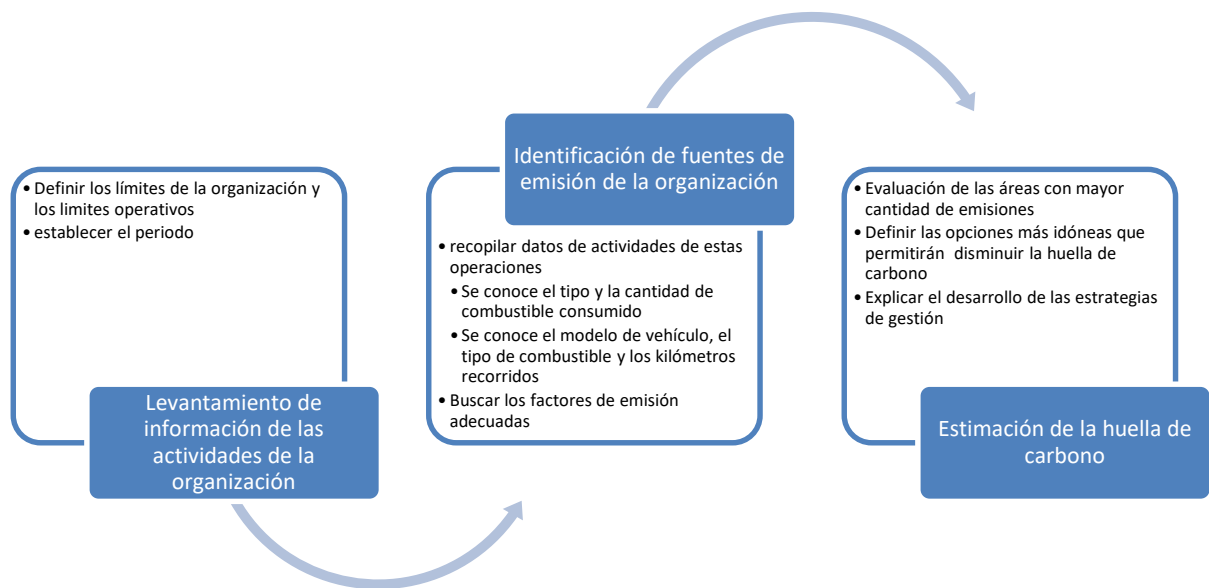 • Definir los límites de la organización y
los limites operativos
• establecer el periodo
Levantamiento de
información de las
actividades de la
organización
Identificación de fuentes de
emisión de la organización
• recopilar datos de actividades de estas
operaciones
• Se conoce el tipo y la cantidad de
combustible consumido
• Se conoce el modelo de vehículo, el
tipo de combustible y los kilómetros
recorridos
• Buscar los factores de emisión
adecuadas
• Evaluación de las áreas con mayor
cantidad de emisiones
• Definir las opciones más idóneas que
permitirán disminuir la huella de
carbono
• Explicar el desarrollo de las estrategias
de gestión
Estimación de la huella de
carbono